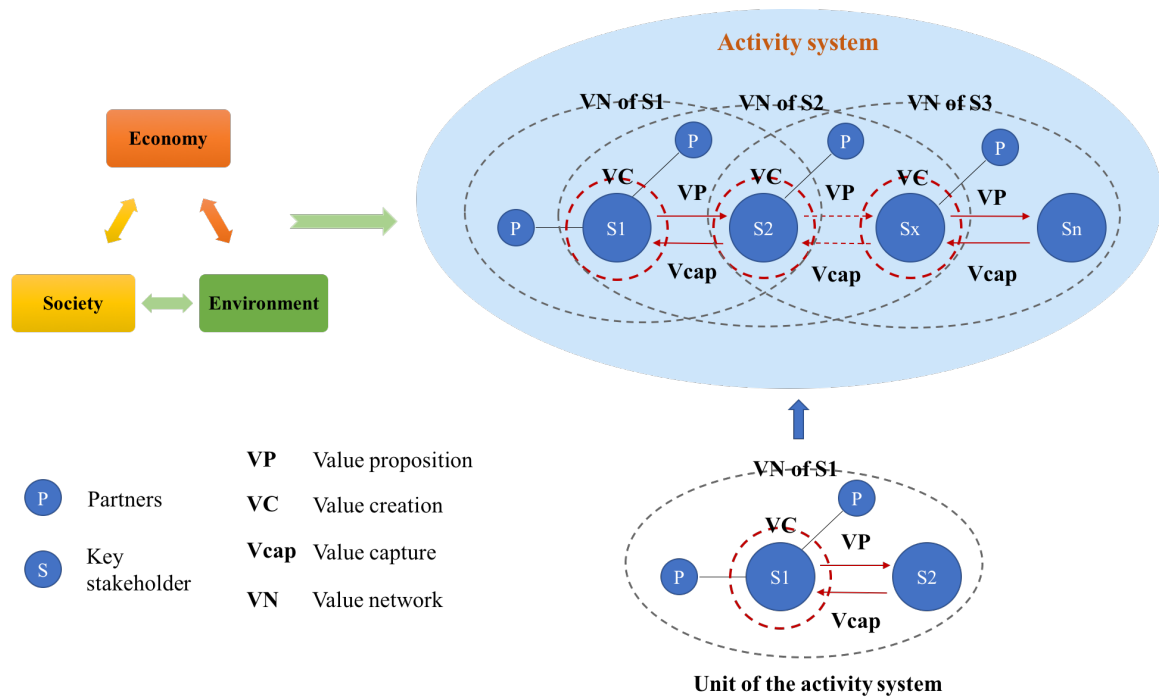 Activity system
Economy
Society
Environment
VN of S1
VN of S2
VN of S3
P
P
P
VC
VC
VC
VP
VP
VP
P
S1
S2
Sx
Sn
Vcap
Vcap
Vcap
P
Partners
S
Key
stakeholder
VP Value proposition
VC Value creation
Vcap Value capture
VN Value network
VN of S1
P
VC
VP
P
S1
S2
Vcap
Unit of the activity system